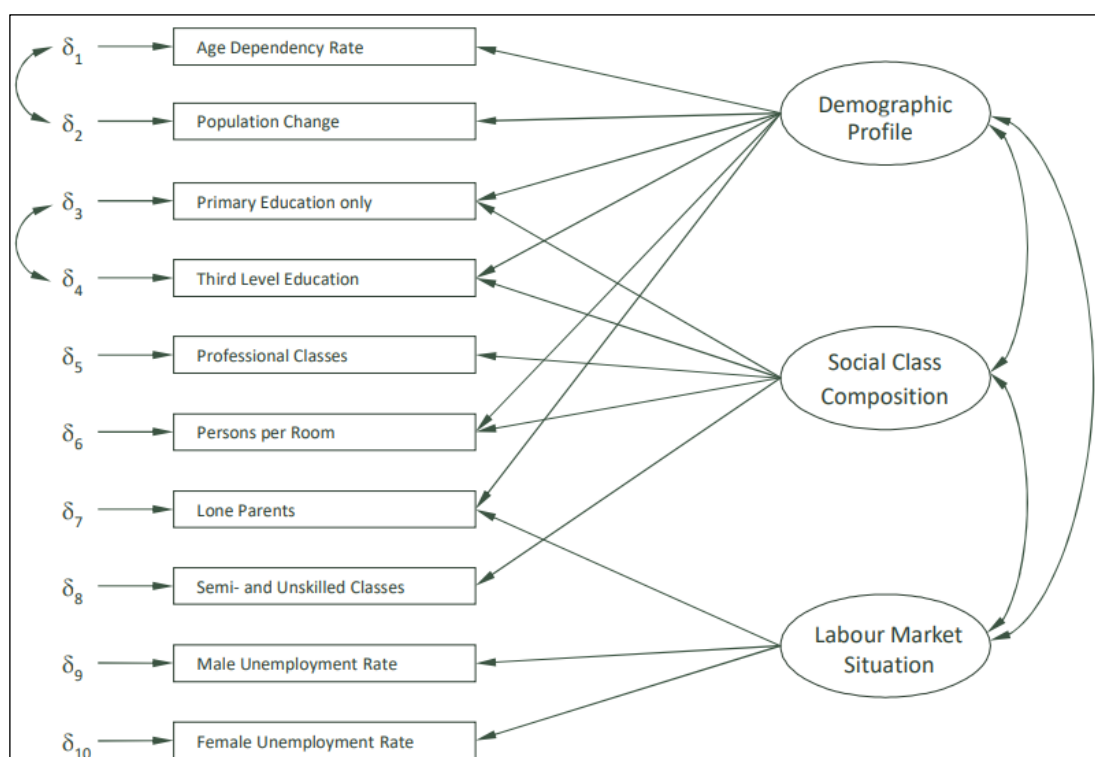 δ1
Age Dependency Rate
δ2
Population Change
δ3
Primary Education only
δ4
Third Level Education
δ5
Professional Classes
δ6
Persons per Room
δ7
Lone Parents
δ8
Semi- and Unskilled Classes
δ9
Male Unemployment Rate
δ10
Female Unemployment Rate
Demographic
Profile
Social Class
Composition
Labour Market
Situation